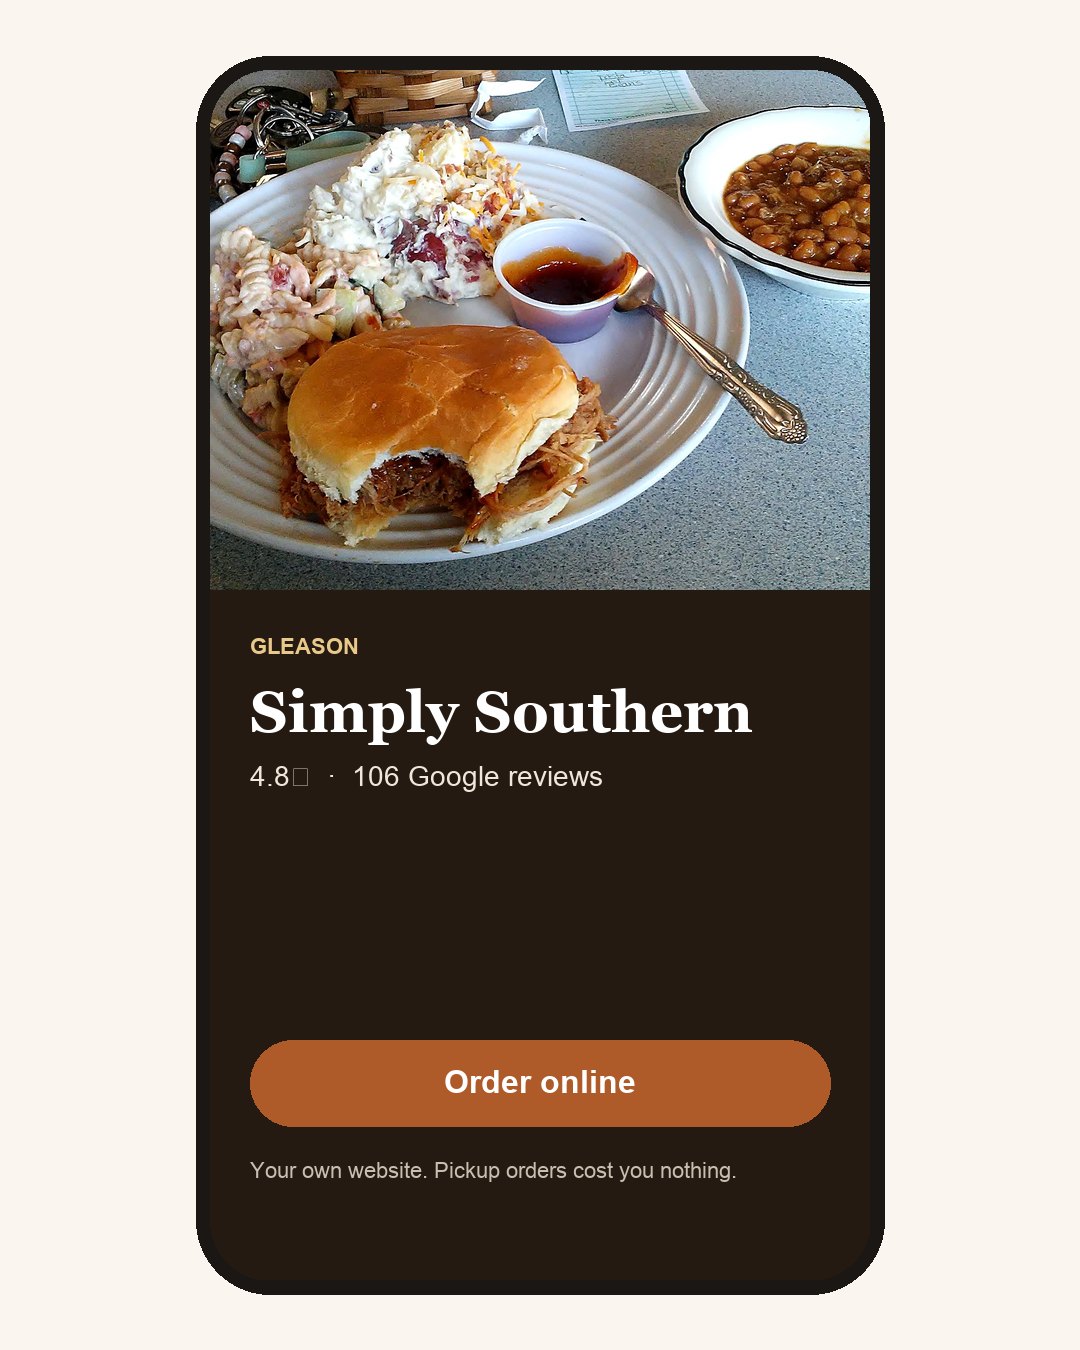 GLEASON
Simply Southern
4.8□ · 106 Google reviews
Order online
Your own website. Pickup orders cost you nothing.